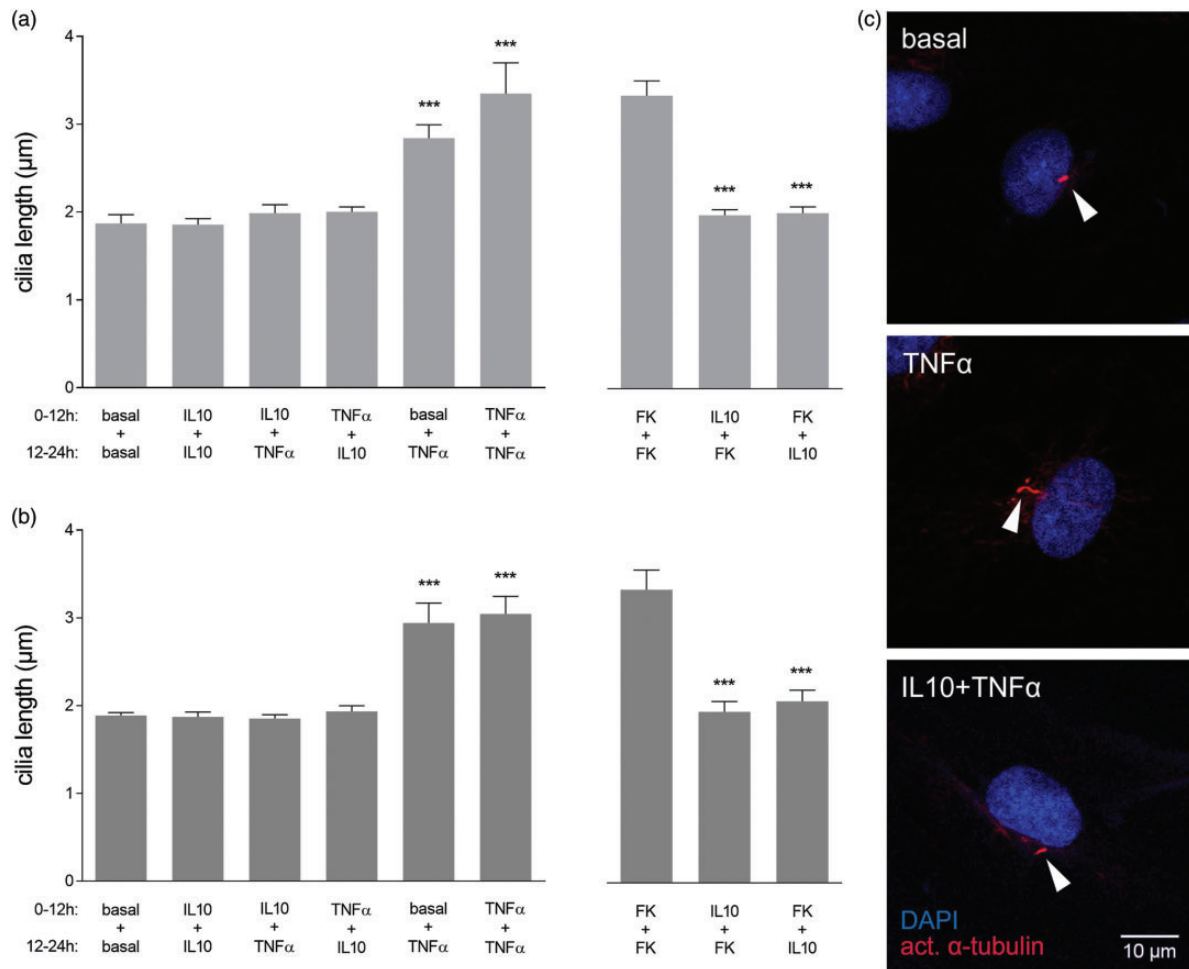 (a)
4
3
2
1
0
cilia length (µm)
***
***
***
***
0-12h: basal IL10 IL10 TNFα basal TNFα FK IL10 FK
+ + + + + + + + +
12-24h: basal IL10 TNFα IL10 TNFα TNFα FK FK IL10
(b)
4
3
2
1
0
cilia length (µm)
***
***
***
***
0-12h: basal IL10 IL10 TNFα basal TNFα FK IL10 FK
+ + + + + + + + +
12-24h: basal IL10 TNFα IL10 TNFα TNFα FK FK IL10
(c)
basal
TNFα
IL10+TNFα
DAPI
act. α-tubulin
10 µm